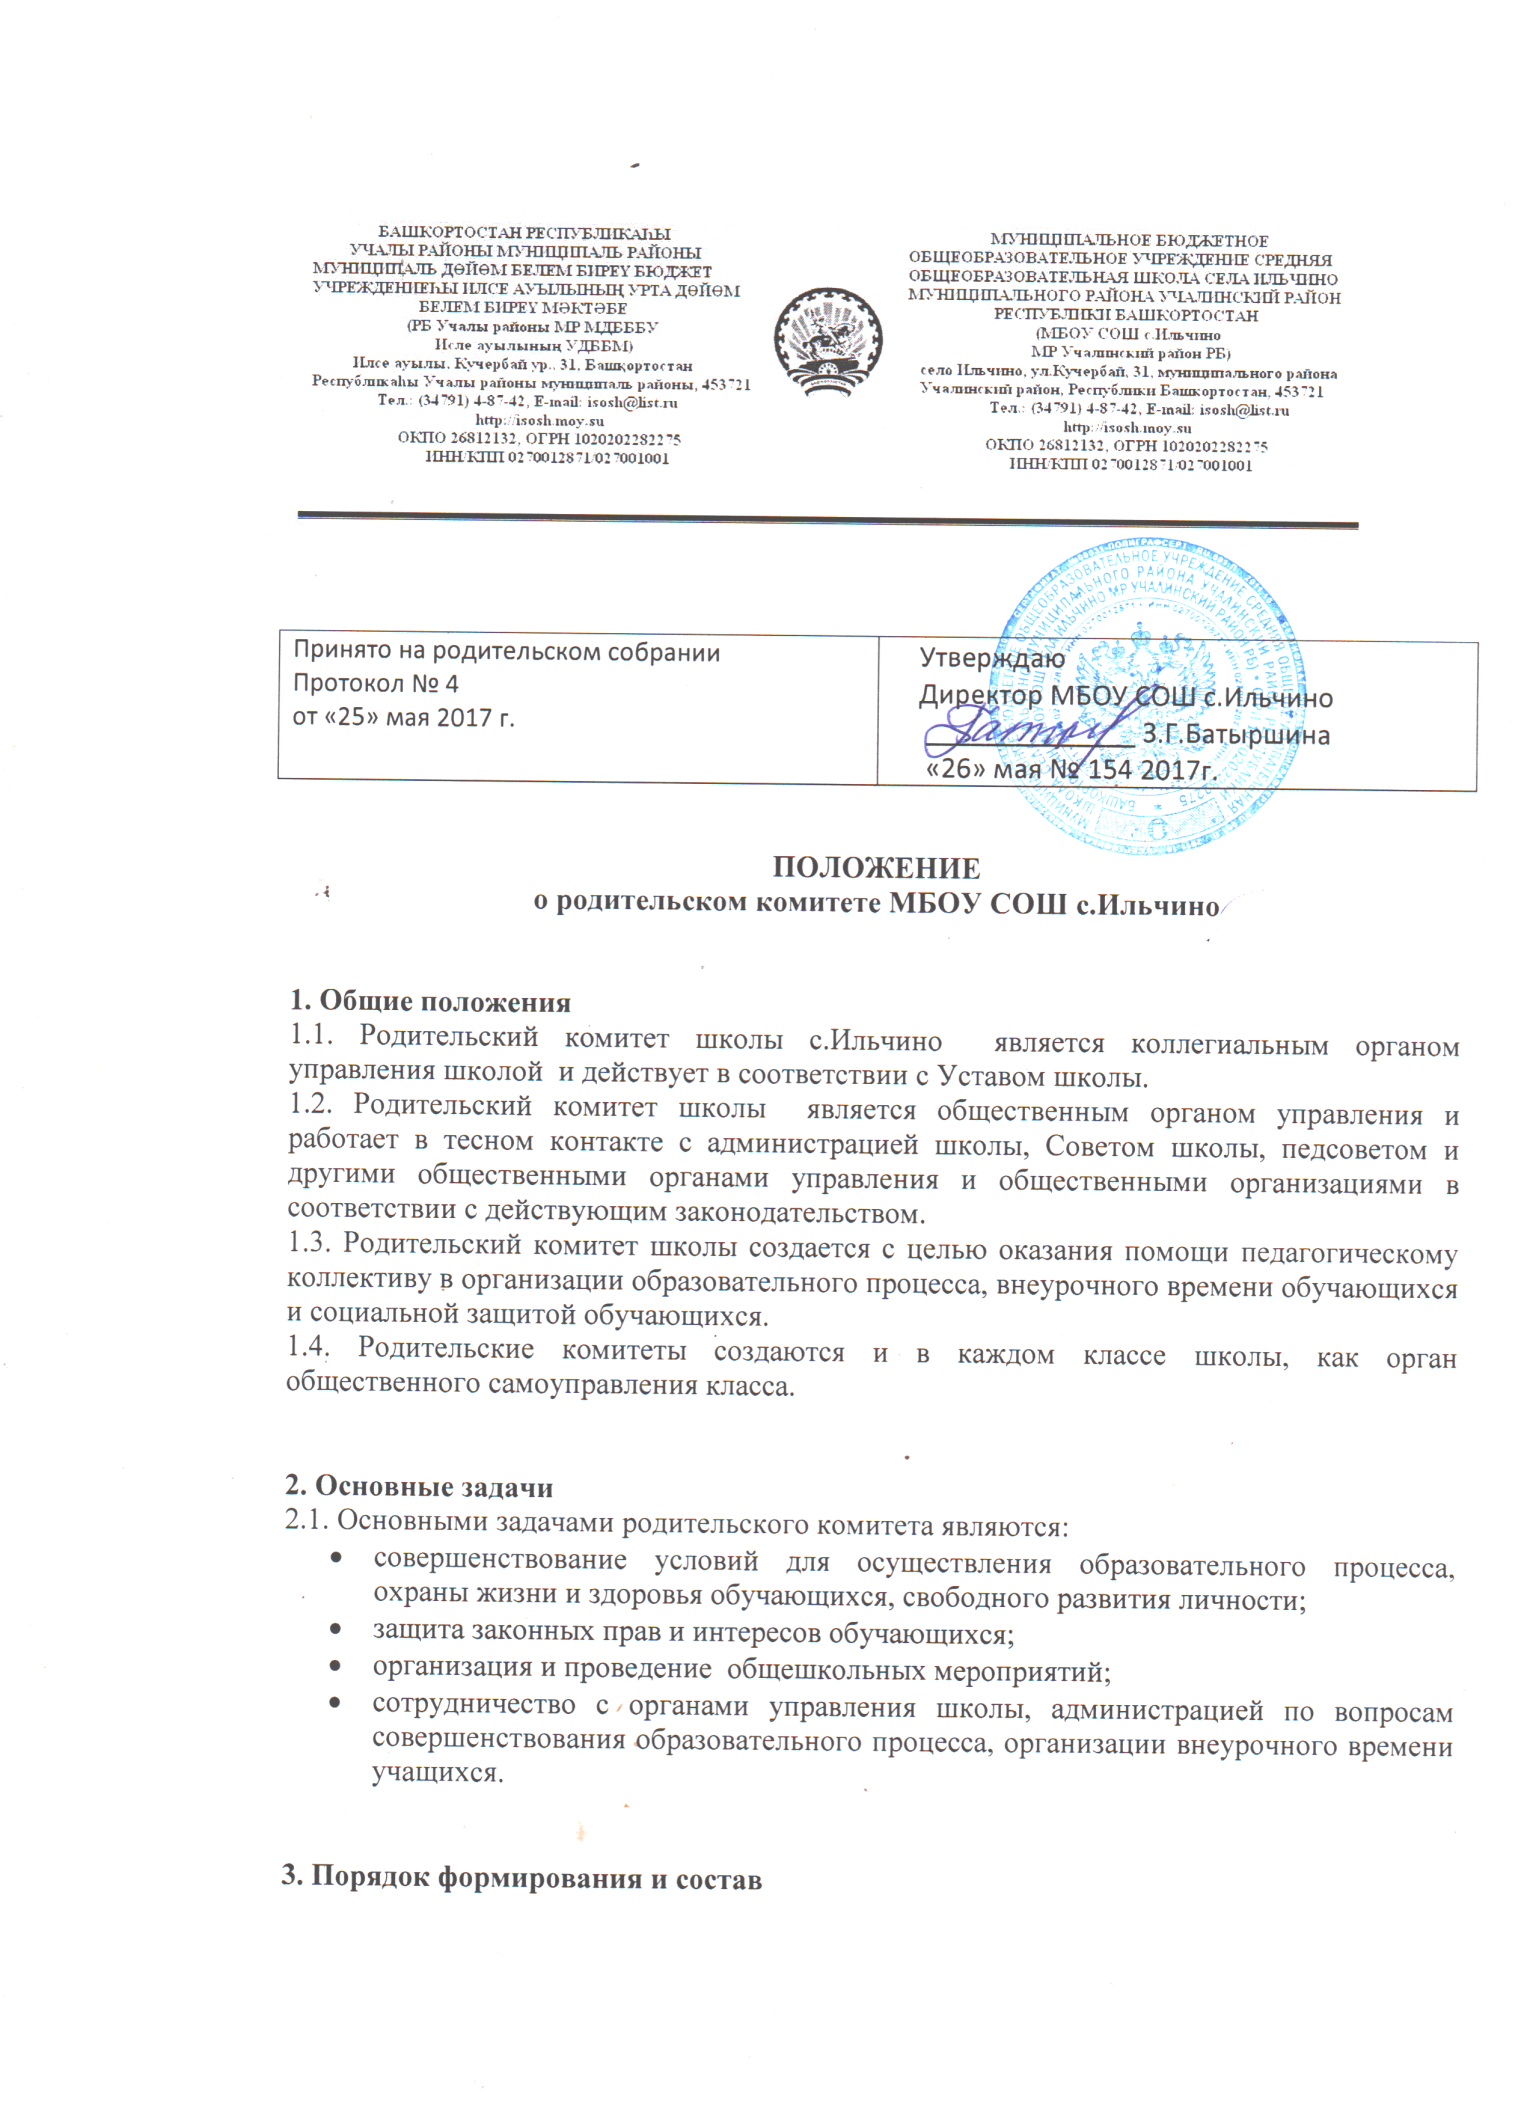 БАШКОРТОСТАН РЕСПУБЛИКАҺЫ
УЧАЛЫ РАЙОНЫ МУНИЦИПАЛЬ РАЙОНЫ
МУНИЦИПАЛЬ ДӨЙӨМ БЕЛЕМ БИРЕҮ БЮДЖЕТ
УЧРЕЖДЕНИЕҺЫ ИЛСЕ АУЫЛЫНЫҢ УРТА ДӨЙӨМ
БЕЛЕМ БИРЕҮ МӘКТӘБЕ
(РБ Учалы районы МР МДБББУ
Исле ауылының УДББМ)
Илсе ауылы, Кучербай ур., 31, Башҡортостан
Республикаһы Учалы районы муниципаль районы, 453721
Тел.: (34791) 4-87-42, E-mail: isosh@list.ru
http://isosh.moy.su
ОКПО 26812132, ОГРН 1020202282275
ИНН/КПП 0270012871/027001001
МУНИЦИПАЛЬНОЕ БЮДЖЕТНОЕ
ОБЩЕОБРАЗОВАТЕЛЬНОЕ УЧРЕЖДЕНИЕ СРЕДНЯЯ
ОБЩЕОБРАЗОВАТЕЛЬНАЯ ШКОЛА СЕЛА ИЛЬЧИНО
МУНИЦИПАЛЬНОГО РАЙОНА УЧАЛИНСКИЙ РАЙОН
РЕСПУБЛИКИ БАШКОРТОСТАН
(МБОУ СОШ с.Ильчино
МР Учалинский район РБ)
село Ильчино, ул.Кучербай, 31, муниципального района
Учалинский район, Республики Башкортостан, 453721
Тел.: (34791) 4-87-42, E-mail: isosh@list.ru
http://isosh.moy.su
ОКПО 26812132, ОГРН 1020202282275
ИНН/КПП 0270012871/027001001
Принято на родительском собрании
Протокол № 4
от «25» мая 2017 г.
Утверждаю
Директор МБОУ СОШ с.Ильчино
_______________ З.Г.Батыршина
«26» мая № 154 2017г.
ПОЛОЖЕНИЕ
о родительском комитете МБОУ СОШ с.Ильчино
1. Общие положения
1.1. Родительский комитет школы с.Ильчино является коллегиальным органом
управления школой и действует в соответствии с Уставом школы.
1.2. Родительский комитет школы является общественным органом управления и
работает в тесном контакте с администрацией школы, Советом школы, педсоветом и
другими общественными органами управления и общественными организациями в
соответствии с действующим законодательством.
1.3. Родительский комитет школы создается с целью оказания помощи педагогическому
коллективу в организации образовательного процесса, внеурочного времени обучающихся
и социальной защитой обучающихся.
1.4. Родительские комитеты создаются и в каждом классе школы, как орган
общественного самоуправления класса.
2. Основные задачи
2.1. Основными задачами родительского комитета являются:
• совершенствование условий для осуществления образовательного процесса,
охраны жизни и здоровья обучающихся, свободного развития личности;
• защита законных прав и интересов обучающихся;
• организация и проведение общешкольных мероприятий;
• сотрудничество с органами управления школы, администрацией по вопросам
совершенствования образовательного процесса, организации внеурочного времени
учащихся.
3. Порядок формирования и состав